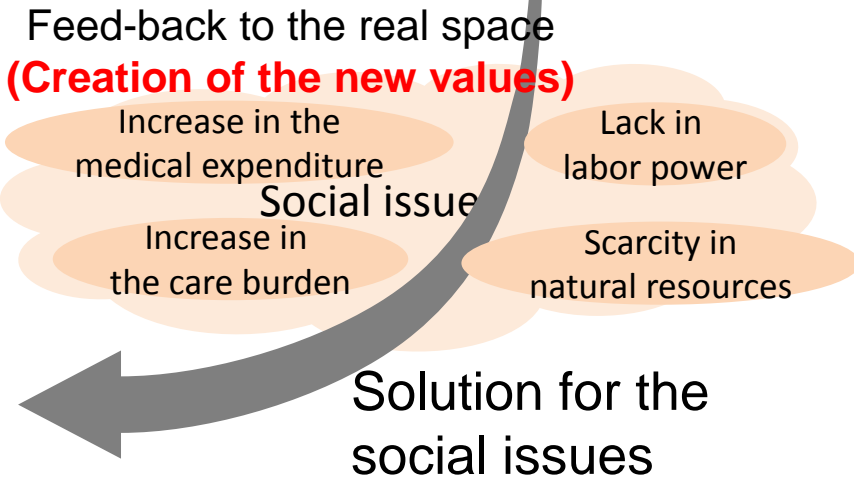 Feed-back to the real space
(Creation of the new values)
Increase in the
medical expenditure
Lack in
labor power
Social issue
Increase in
the care burden
Scarcity in
natural resources
Solution for the
social issues